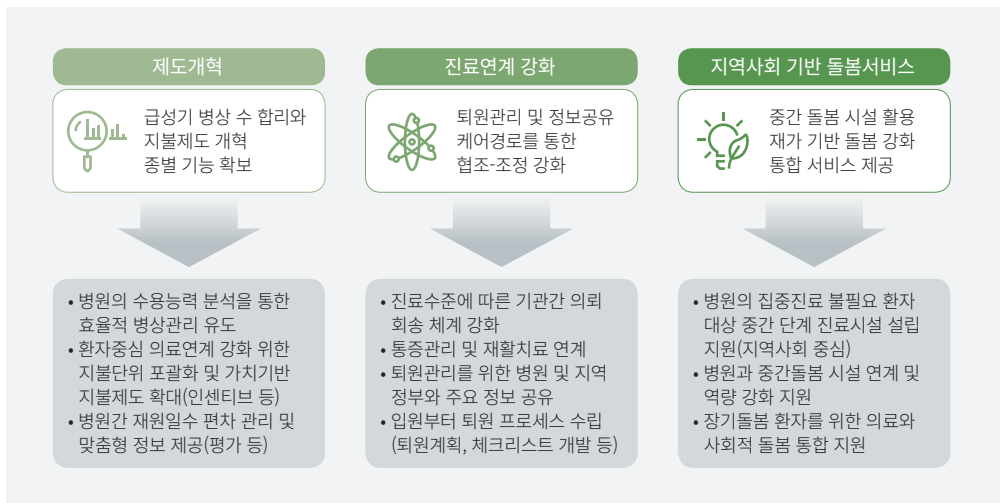 제도개혁
급성기 병상 수 합리와
지불제도 개혁
종별 기능 확보
• 병원의 수용능력 분석을 통한
효율적 병상관리 유도
• 환자중심 의료연계 강화 위한
지불단위 포괄화 및 가치기반
지불제도 확대(인센티브 등)
• 병원간 재원일수 편차 관리 및
맞춤형 정보 제공(평가 등)
진료연계 강화
퇴원관리 및 정보공유
케어경로를 통한
협조-조정 강화
• 진료수준에 따른 기관간 의뢰
회송 체계 강화
• 통증관리 및 재활치료 연계
• 퇴원관리를 위한 병원 및 지역
정부와 주요 정보 공유
• 입원부터 퇴원 프로세스 수립
(퇴원계획, 체크리스트 개발 등)
지역사회 기반 돌봄서비스
중간 돌봄 시설 활용
재가 기반 돌봄 강화
통합 서비스 제공
• 병원의 집중진료 불필요 환자
대상 중간 단계 진료시설 설립
지원(지역사회 중심)
• 병원과 중간돌봄 시설 연계 및
역량 강화 지원
• 장기돌봄 환자를 위한 의료와
사회적 돌봄 통합 지원